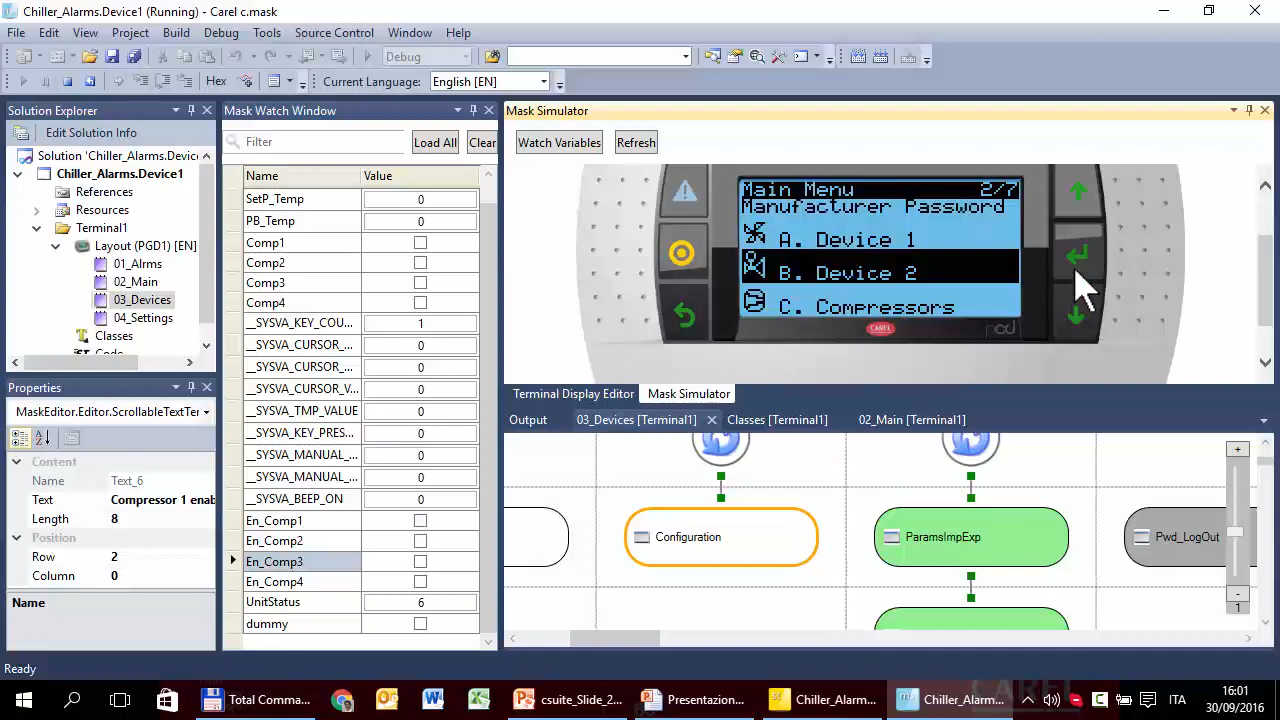 Chiller_Alarms.Device1 (Running) - Carel c.mask
File Edit View Project Build Debug Tools Source Control Window Help
Debug
Hex Current Language: English [EN]
Solution Explorer
Edit Solution Info
Solution 'Chiller_Alarms.Devic
Chiller_Alarms.Device1
References
Resources
Terminal1
Layout (PGD1) [EN]
01_Alrms
02_Main
03_Devices
04_Settings
Classes
Properties
MaskEditor.Editor.ScrollableTextTer
Content
Name Text_6
Text Compressor 1 enab
Length 8
Position
Row 2
Column 0
Name
Mask Watch Window
Filter Load All Clear
Name Value
SetP_Temp 0
PB_Temp 0
Comp1
Comp2
Comp3
Comp4
__SYSVA_KEY_COU... 1
__SYSVA_CURSOR_... 0
__SYSVA_CURSOR_... 0
__SYSVA_CURSOR_V... 0
__SYSVA_TMP_VALUE 0
__SYSVA_KEY_PRES... 0
__SYSVA_MANUAL_... 0
__SYSVA_MANUAL_... 0
__SYSVA_BEEP_ON 0
En_Comp1
En_Comp2
En_Comp3
En_Comp4
UnitStatus 6
dummy
Mask Simulator
Watch Variables Refresh
Main Menu 2/7
Manufacturer Password
A. Device 1
B. Device 2
C. Compressors
CAREL
Terminal Display Editor Mask Simulator
Output 03_Devices [Terminal1] Classes [Terminal1] 02_Main [Terminal1]
Configuration ParamsImpExp Pwd_LogOut
+
-
1
Ready
Total Comma... csuite_Slide_2... Presentazion... Chiller_Alarm... Chiller_Alarm... ITA
16:01
30/09/2016